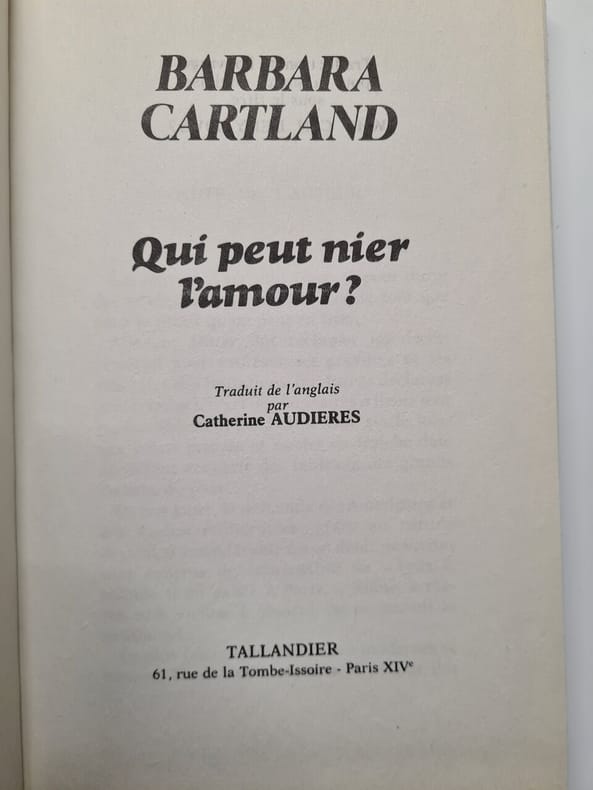 BARBARA
CARTLAND
Qui peut nier
l'amour ?
Traduit de l'anglais
par
Catherine AUDIERES
TALLANDIER
61, rue de la Tombe-Issoire - Paris XIVe